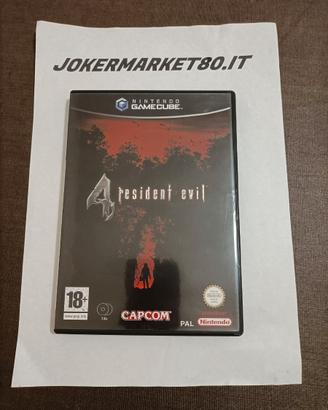 JOKERMARKET80.IT
NINTENDO
GAMECUBE
4 resident evil
18+
CAPCOM
PAL
Nintendo